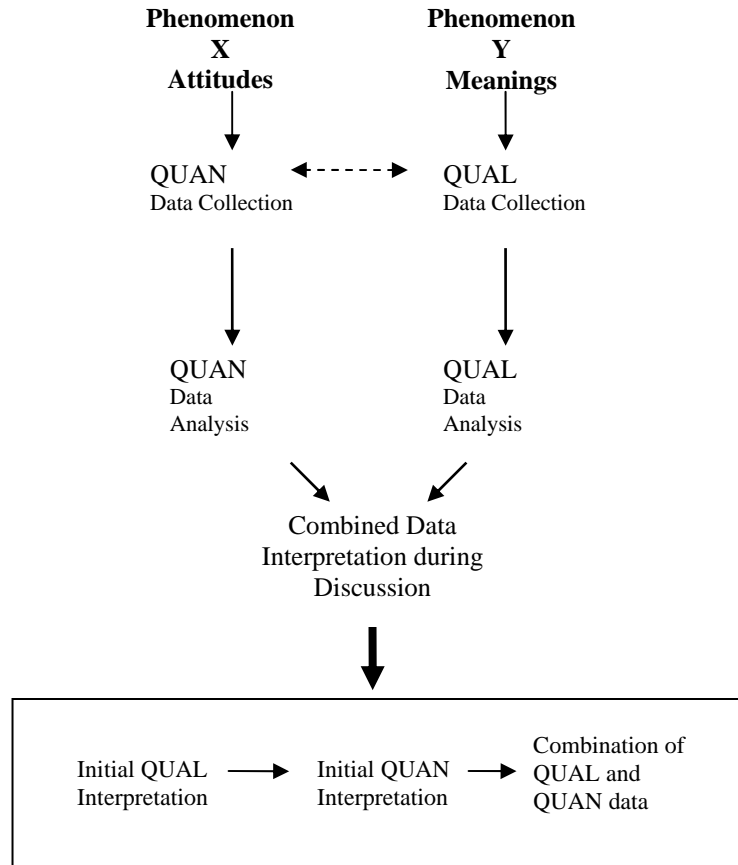 Phenomenon
X
Attitudes
Phenomenon
Y
Meanings
QUAN
Data Collection
QUAL
Data Collection
QUAN
Data
Analysis
QUAL
Data
Analysis
Combined Data
Interpretation during
Discussion
Initial QUAL
Interpretation
Initial QUAN
Interpretation
Combination of
QUAL and
QUAN data